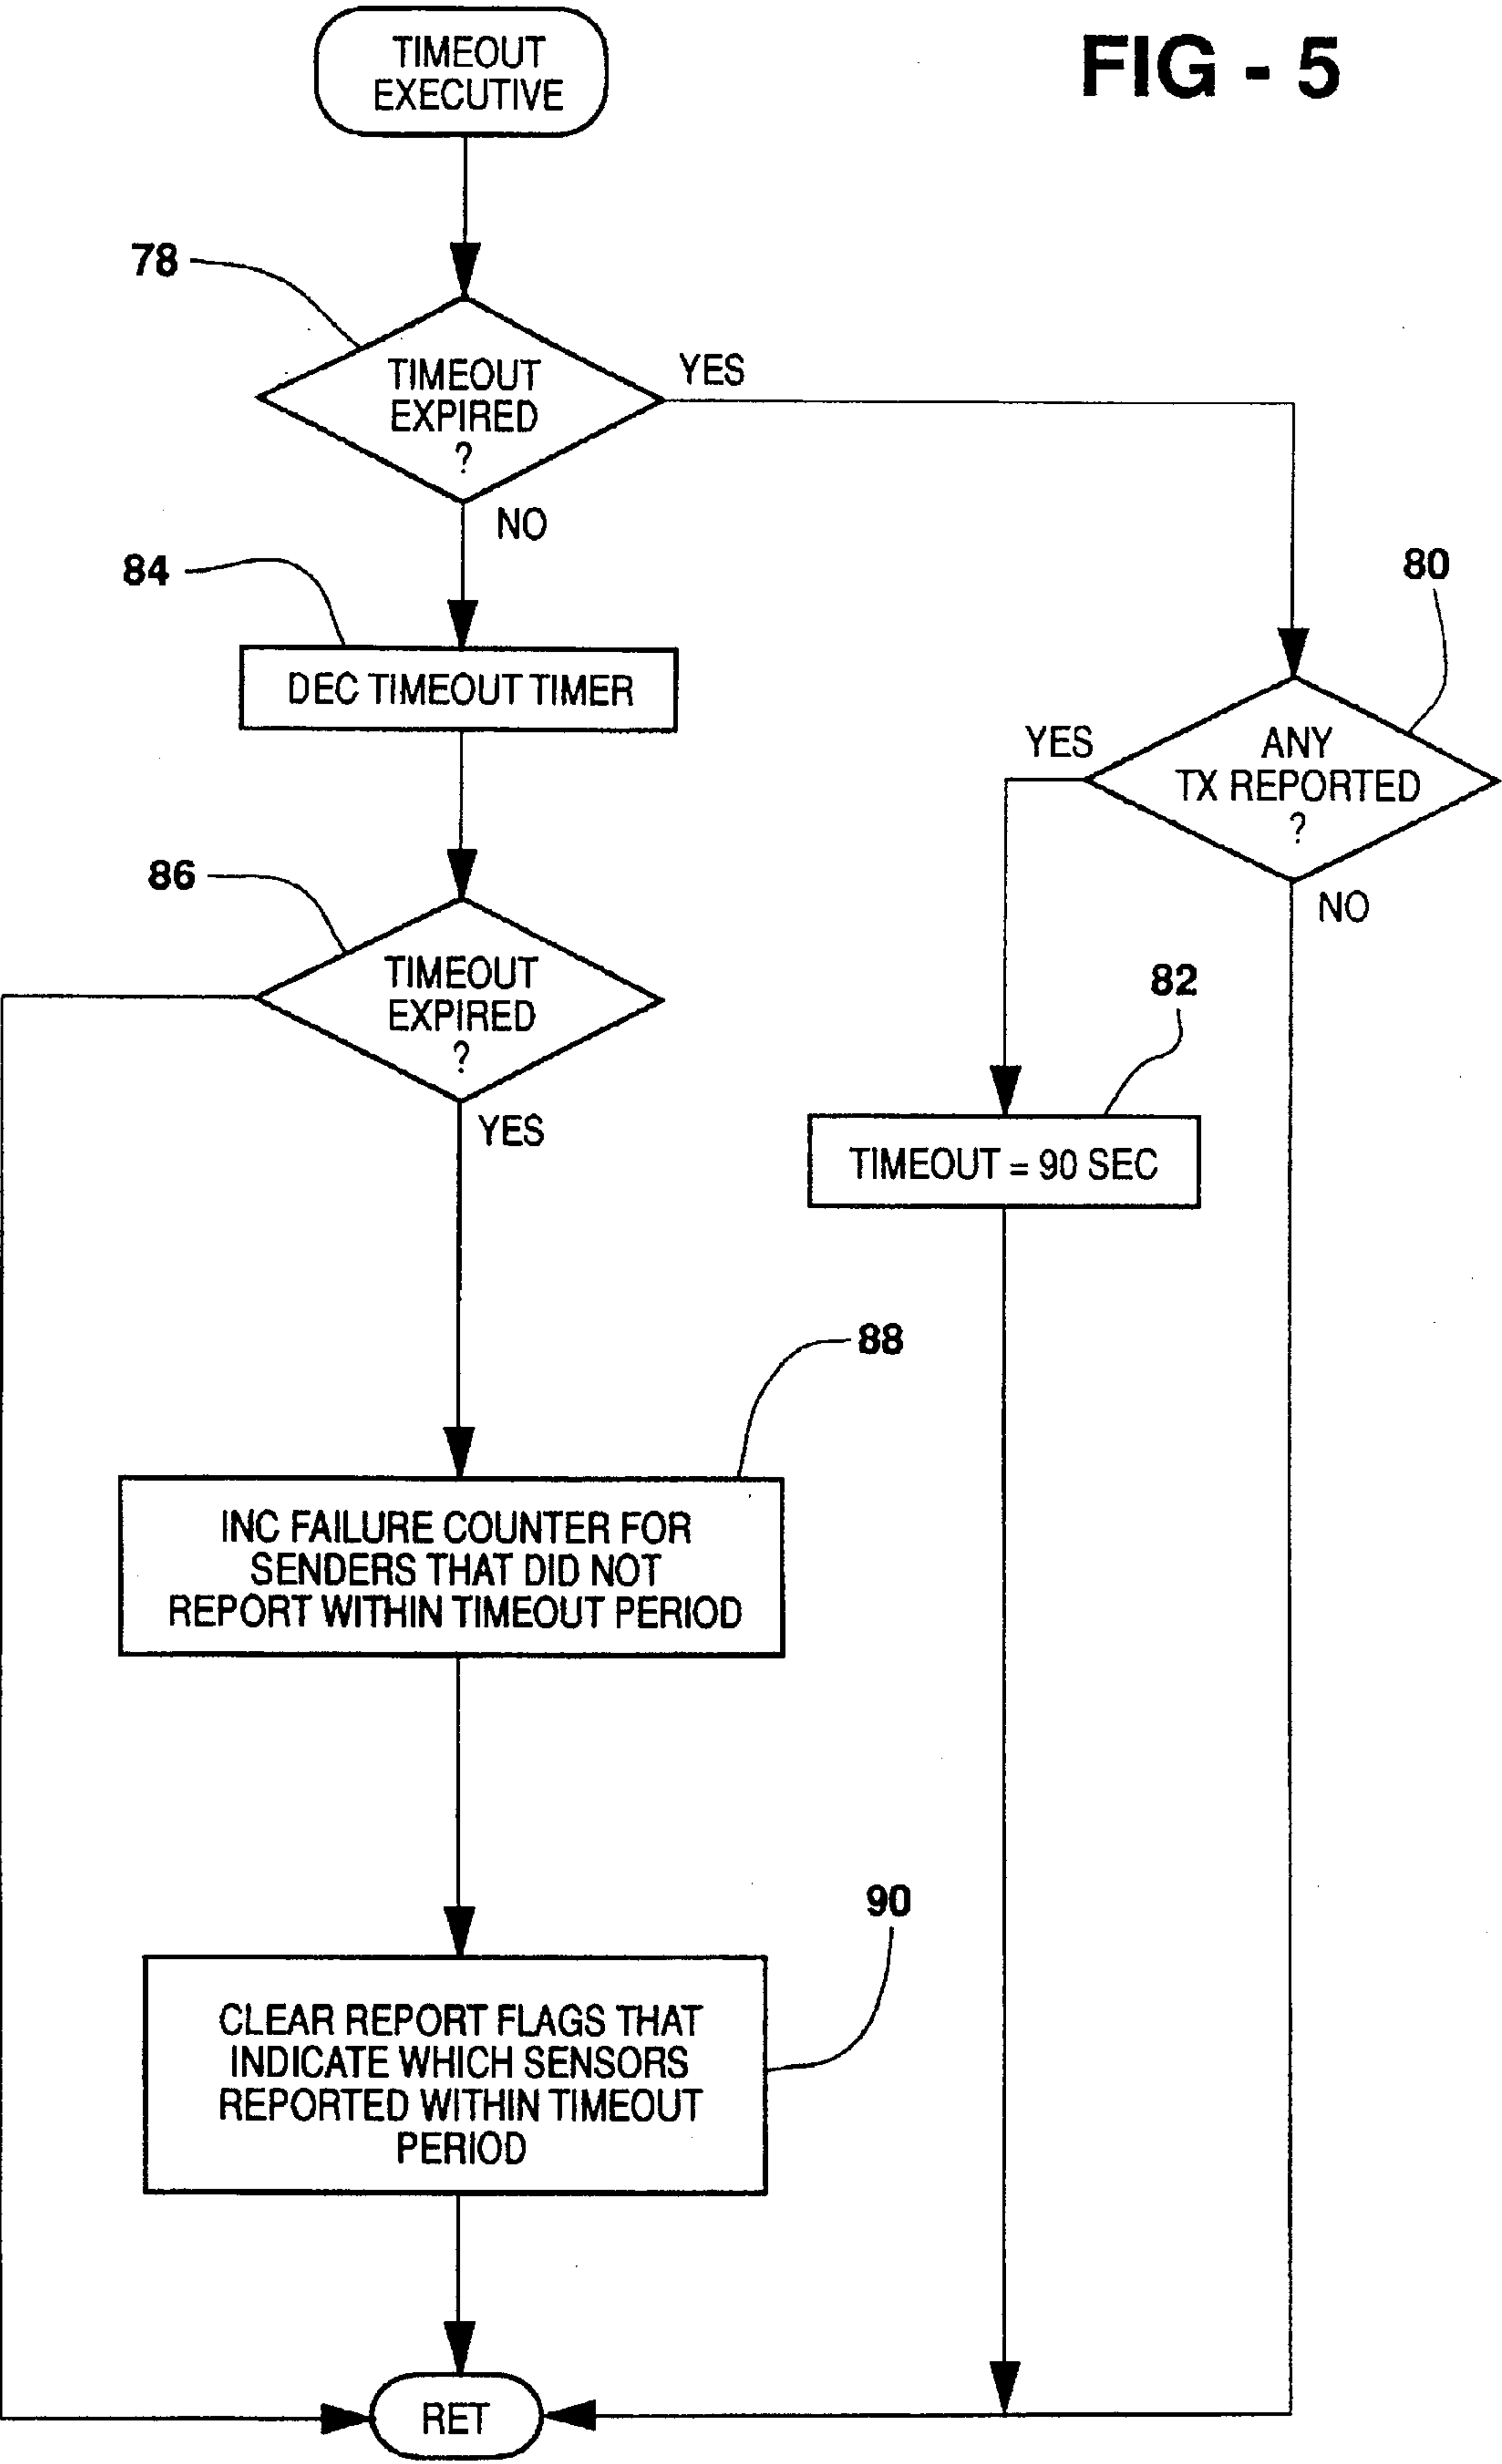 TIMEOUT
EXECUTIVE
FIG - 5
78
TIMEOUT
EXPIRED
?
YES
NO
84
DEC TIMEOUT TIMER
80
ANY
TX REPORTED
?
YES
NO
86
TIMEOUT
EXPIRED
?
YES
82
TIMEOUT = 90 SEC
88
INC FAILURE COUNTER FOR
SENDERS THAT DID NOT
REPORT WITHIN TIMEOUT PERIOD
90
CLEAR REPORT FLAGS THAT
INDICATE WHICH SENSORS
REPORTED WITHIN TIMEOUT
PERIOD
RET